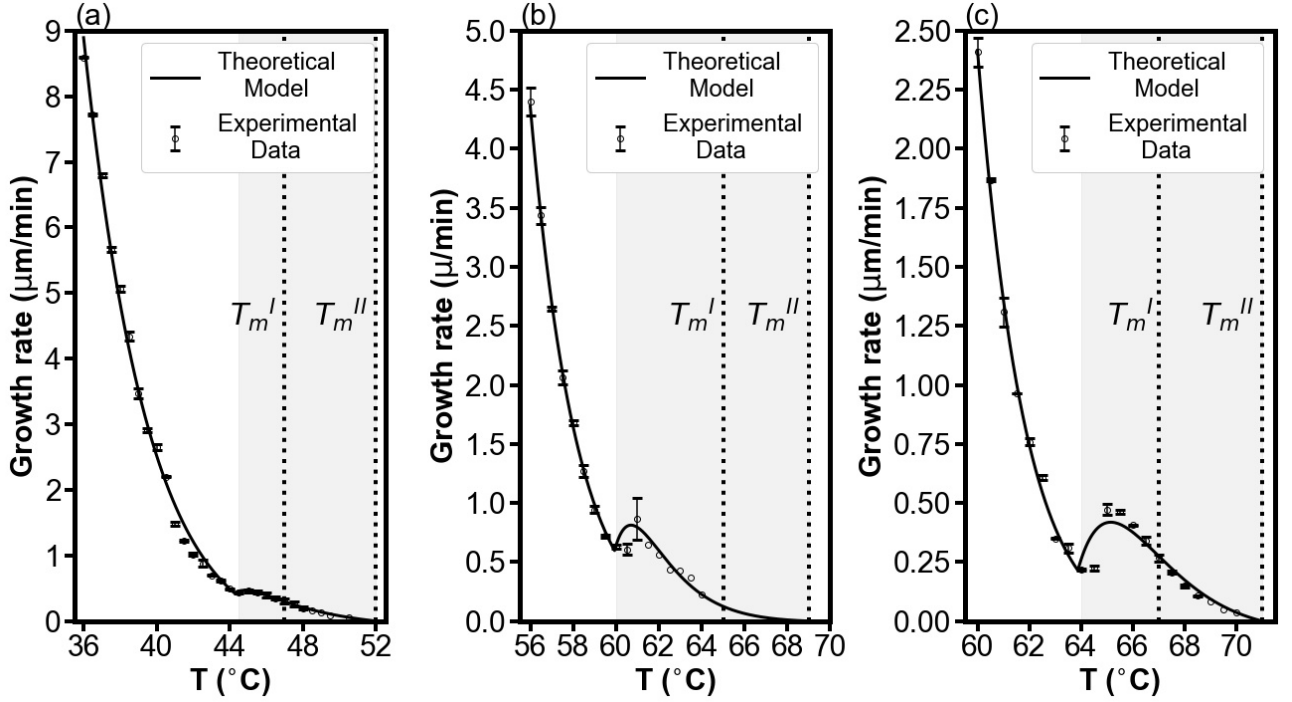 (a)
Growth rate (μm/min)
9
8
7
6
5
4
3
2
1
0
Theoretical
Model
Experimental
Data
T_m^I
T_m^II
36 40 44 48 52
T (°C)
(b)
Growth rate (μ/min)
5.0
4.5
4.0
3.5
3.0
2.5
2.0
1.5
1.0
0.5
0.0
Theoretical
Model
Experimental
Data
T_m^I
T_m^II
56 58 60 62 64 66 68 70
T (°C)
(c)
Growth rate (μm/min)
2.50
2.25
2.00
1.75
1.50
1.25
1.00
0.75
0.50
0.25
0.00
Theoretical
Model
Experimental
Data
T_m^I
T_m^II
60 62 64 66 68 70
T (°C)